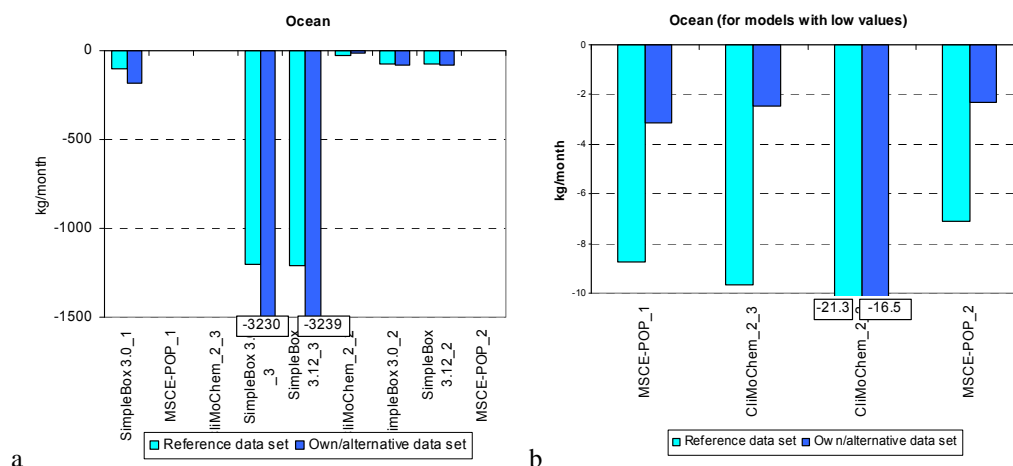 Ocean
0
-500
-1000
-1500
kg/month
-3230
-3239
SimpleBox 3.0_1
MSCE-POP_1
liMoChem_2_3
SimpleBox 3.
_3
SimpleBox
3.12_3
liMoChem_2_
impleBox 3.0_2
SimpleBox
3.12_2
MSCE-POP_2
Reference data set
Own/alternative data set
a
Ocean (for models with low values)
0
-2
-4
-6
-8
-10
kg/month
-21.3
-16.5
MSCE-POP_1
CliMoChem_2_3
CliMoChem_2
MSCE-POP_2
Reference data set
Own/alternative data set
b